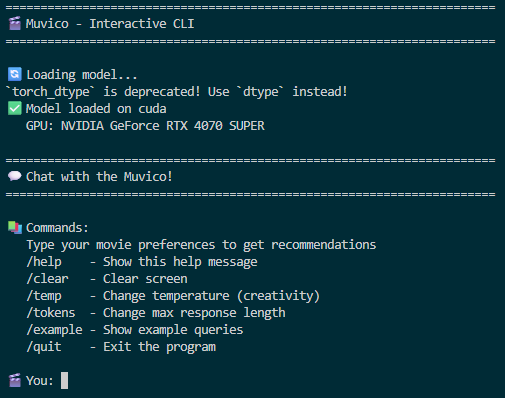 ======================================================================
🎬 Muvico - Interactive CLI
======================================================================
🔄 Loading model...
`torch_dtype` is deprecated! Use `dtype` instead!
✅ Model loaded on cuda
   GPU: NVIDIA GeForce RTX 4070 SUPER
======================================================================
💬 Chat with the Muvico!
======================================================================
📚 Commands:
   Type your movie preferences to get recommendations
   /help    - Show this help message
   /clear   - Clear screen
   /temp    - Change temperature (creativity)
   /tokens  - Change max response length
   /example - Show example queries
   /quit    - Exit the program
🎬 You: